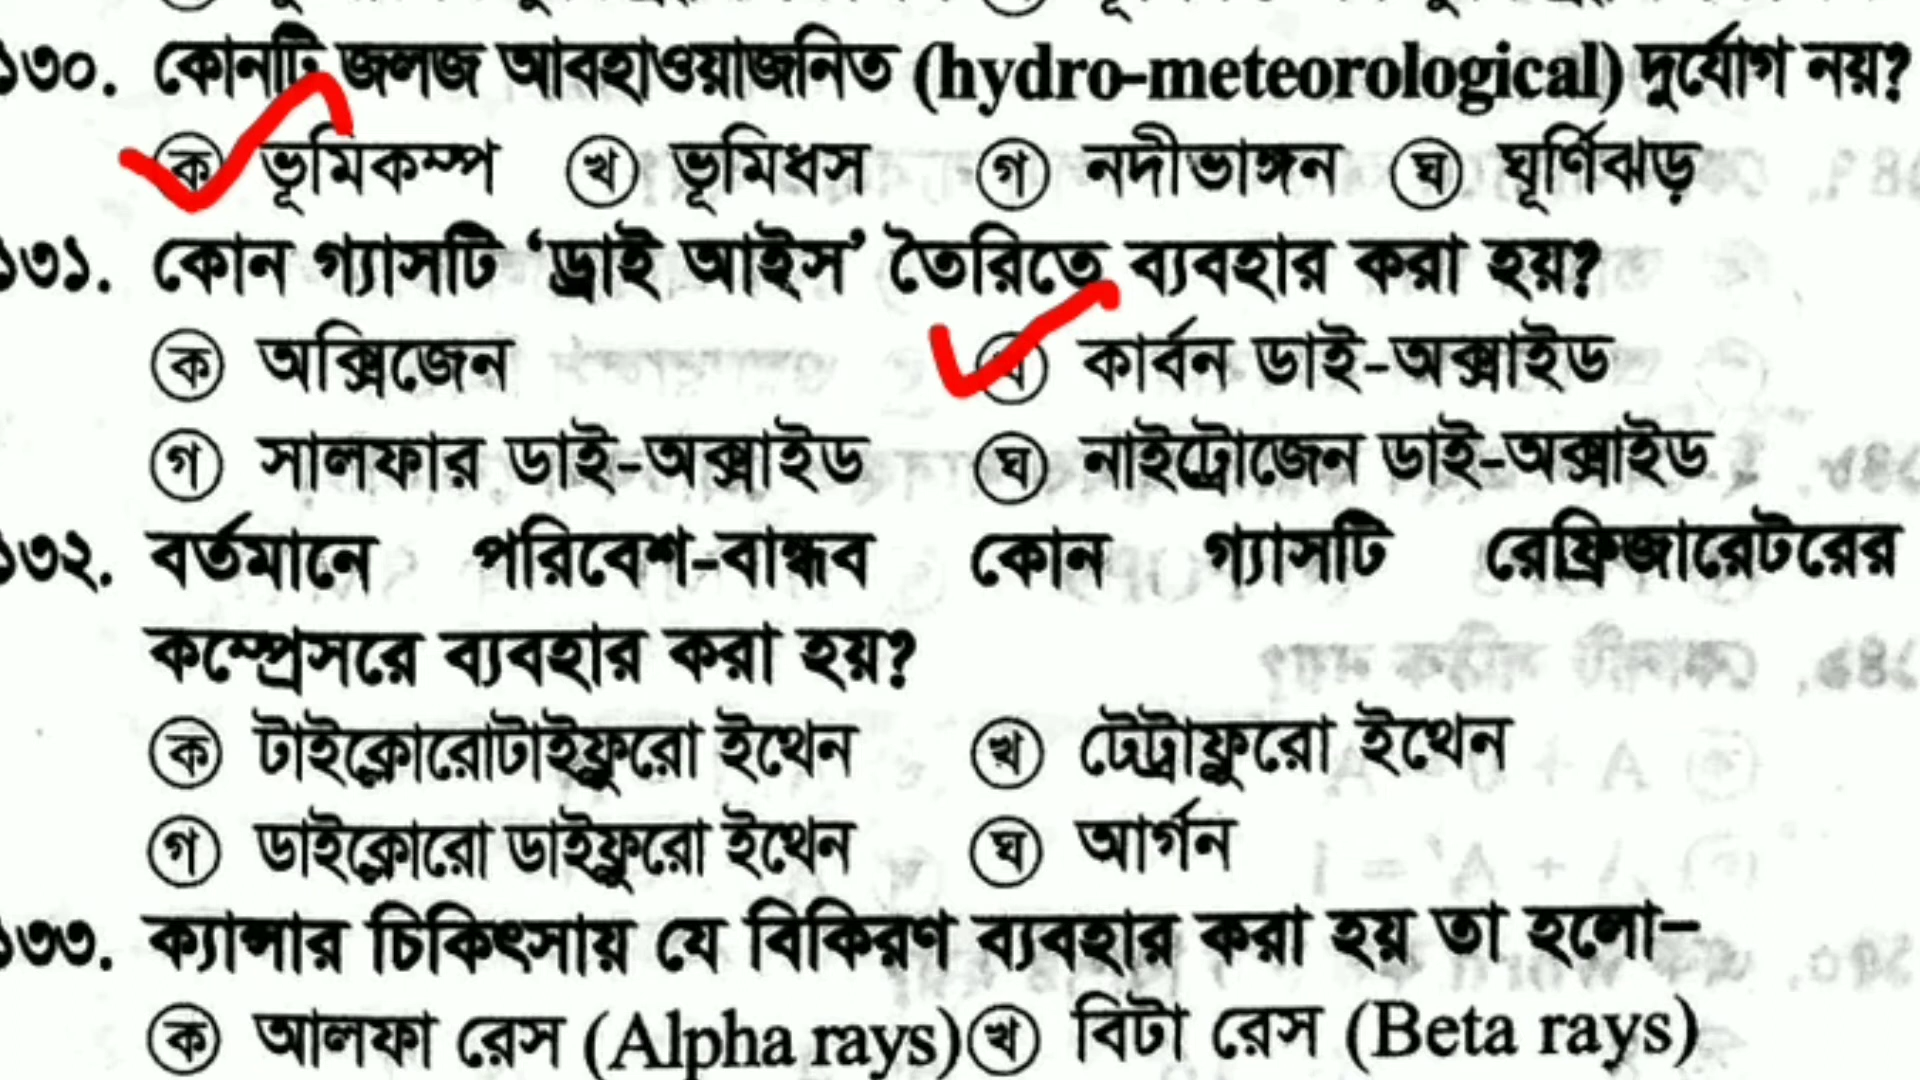 ১৩০. কোনটি জলজ আবহাওয়াজনিত (hydro-meteorological) দুর্যোগ নয়?
ক ভূমিকম্প খ ভূমিধস গ নদীভাঙ্গন ঘ ঘূর্ণিঝড়
১৩১. কোন গ্যাসটি ‘ড্রাই আইস’ তৈরিতে ব্যবহার করা হয়?
ক অক্সিজেন খ কার্বন ডাই-অক্সাইড
গ সালফার ডাই-অক্সাইড ঘ নাইট্রোজেন ডাই-অক্সাইড
১৩২. বর্তমানে পরিবেশ-বান্ধব কোন গ্যাসটি রেফ্রিজারেটরের
কম্প্রেসরে ব্যবহার করা হয়?
ক টাইক্লোরোটাইফ্লুরো ইথেন খ টেট্রাফ্লুরো ইথেন
গ ডাইক্লোরো ডাইফ্লুরো ইথেন ঘ আর্গন
১৩৩. ক্যান্সার চিকিৎসায় যে বিকিরণ ব্যবহার করা হয় তা হলো–
ক আলফা রেস (Alpha rays) খ বিটা রেস (Beta rays)